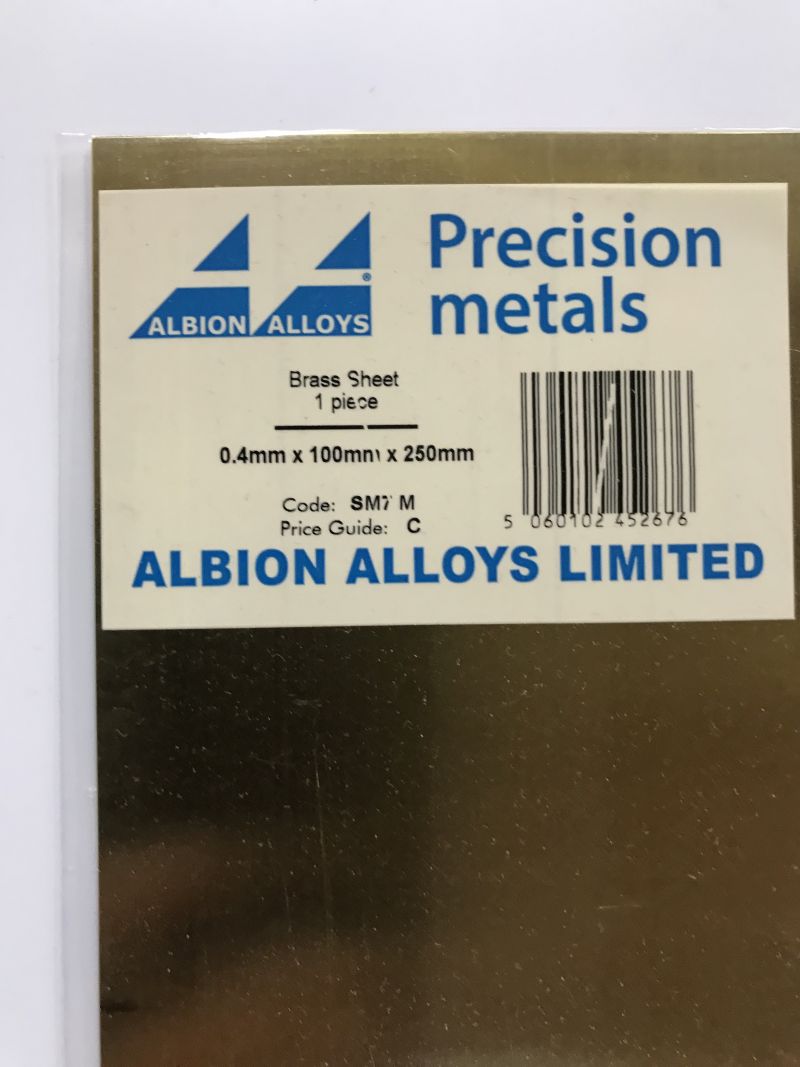 ALBION ALLOYS®
Precision
metals
Brass Sheet
1 piece
0.4mm x 100mm x 250mm
Code: SM7M
Price Guide: C
5 060102 452676
ALBION ALLOYS LIMITED